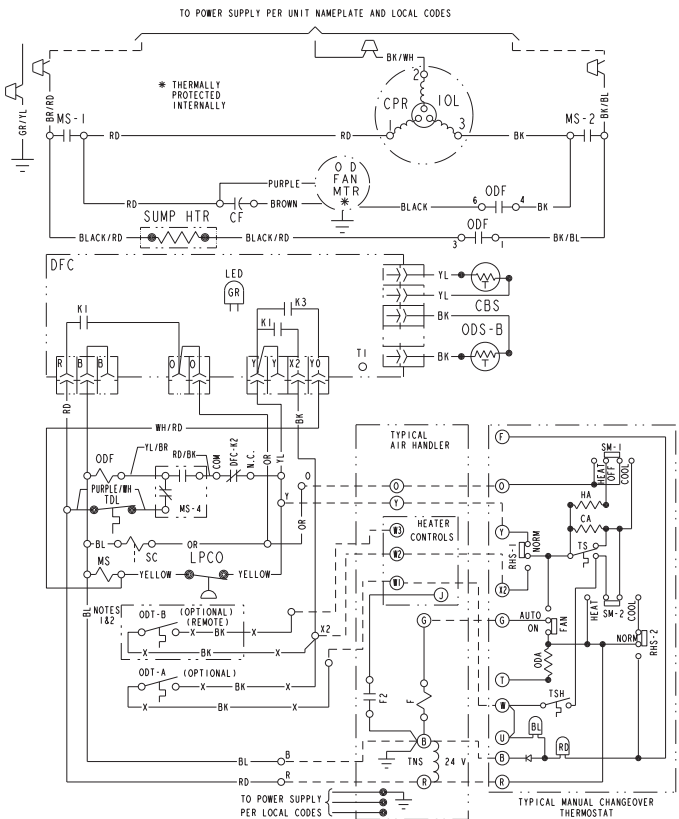 TO POWER SUPPLY PER UNIT NAMEPLATE AND LOCAL CODES
GR/YL
BR/RD
BK/WH
BK/BL
* THERMALLY
PROTECTED
INTERNALLY
2
CPR IOL
1
3
MS-1
MS-2
RD
RD
BK
PURPLE
O D
FAN
MTR
*
RD
CF
BROWN
BLACK
6
ODF
4
BK
SUMP HTR
BLACK/RD
BLACK/RD
3
ODF
1
BK/BL
DFC
LED
GR
K1
K3
K1
YL
YL
CBS
BK
ODS-B
BK
T1
R
B
B
O
O
Y
Y
X2
YO
RD
BK
WH/RD
ODF
YL/BR
RD/BK
COM
DFC-K2
N.C.
OR
YL
O
Y
OR
PURPLE/WH
TDL
MS-4
BL
SC
OR
MS
YELLOW
LPCO
YELLOW
BL
NOTES
1&2
ODT-B
(OPTIONAL)
(REMOTE)
X
BK
X
X
BK
X
X2
ODT-A
(OPTIONAL)
X
BK
X
X
BK
X
BL
B
RD
R
TO POWER SUPPLY
PER LOCAL CODES
TYPICAL
AIR HANDLER
O
Y
W3
HEATER
CONTROLS
W2
W1
J
G
F2
F
B
TNS
24 V
R
F
SM-1
HEAT
OFF
COOL
O
HA
CA
Y
RHS-1
NORM
TS
X2
HEAT
SM-2
COOL
G
AUTO
ON
FAN
NORM
RHS-2
ODA
T
W
TSH
BL
U
RD
B
R
TYPICAL MANUAL CHANGEOVER
THERMOSTAT